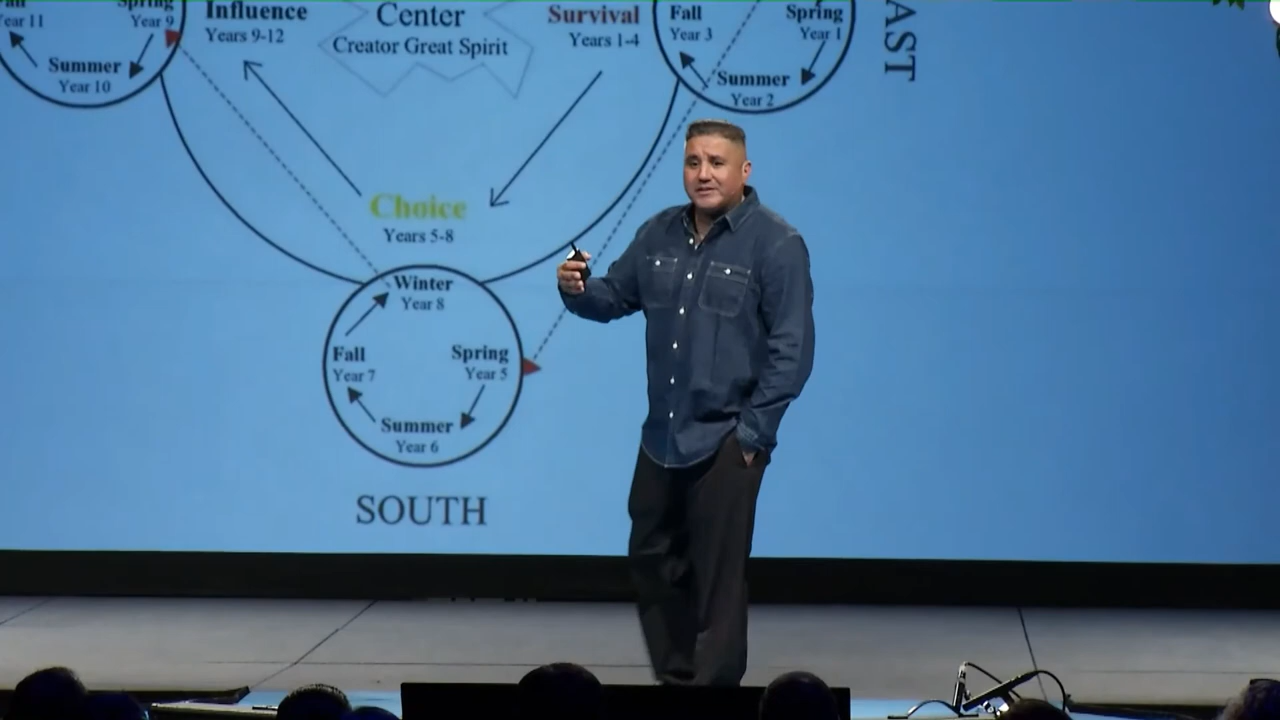 Spring
Year 9
Year 11
Summer
Year 10
Influence
Years 9-12
Center
Creator Great Spirit
Survival
Years 1-4
Fall
Year 3
Spring
Year 1
Summer
Year 2
AST
Choice
Years 5-8
Winter
Year 8
Fall
Year 7
Spring
Year 5
Summer
Year 6
SOUTH